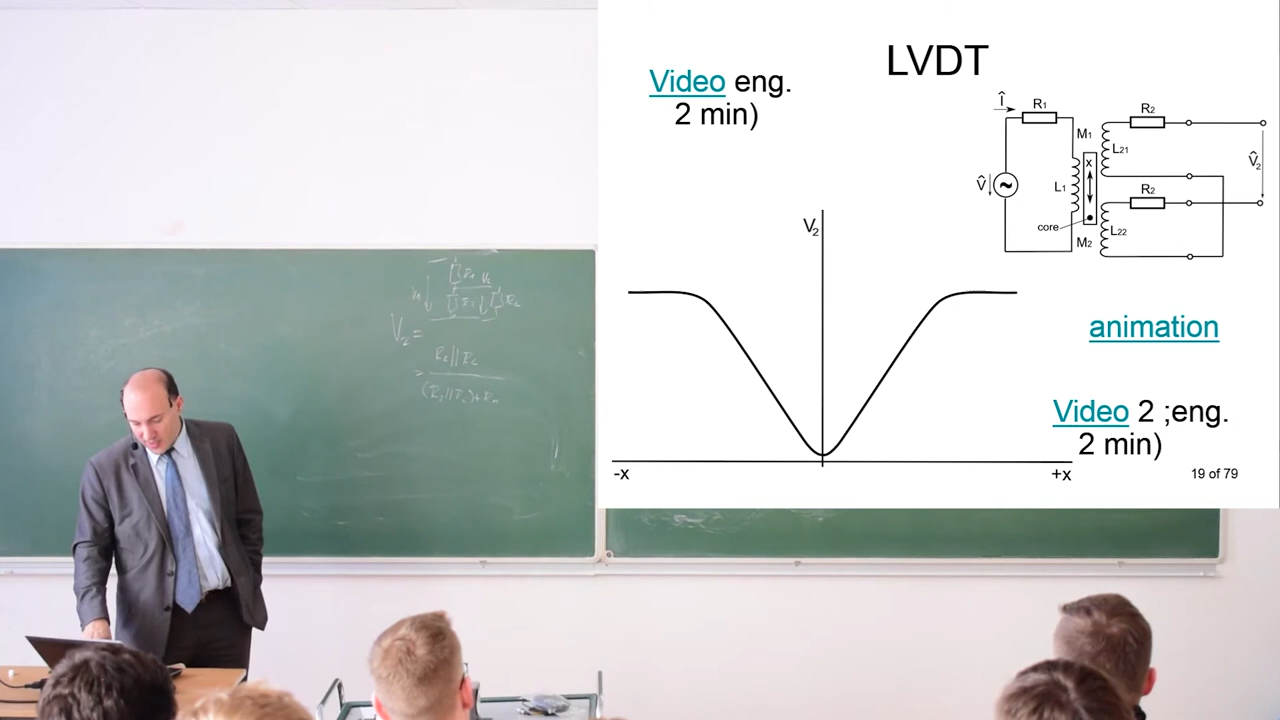 LVDT
Video eng.
2 min)
Î
R1
R2
M1
L21
V̂
L1
x
V̂2
R2
core
L22
M2
V2
animation
Video 2 ;eng.
2 min)
-x
+x
19 of 79
V2 =